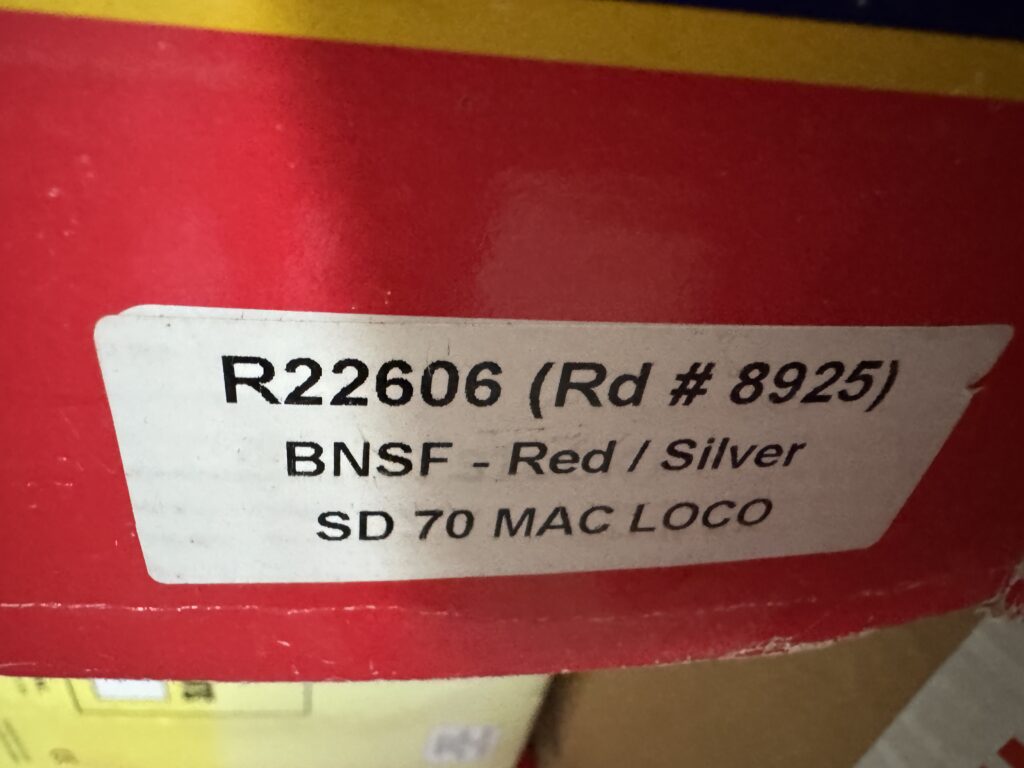 R22606 (Rd # 8925)
BNSF - Red / Silver
SD 70 MAC LOCO